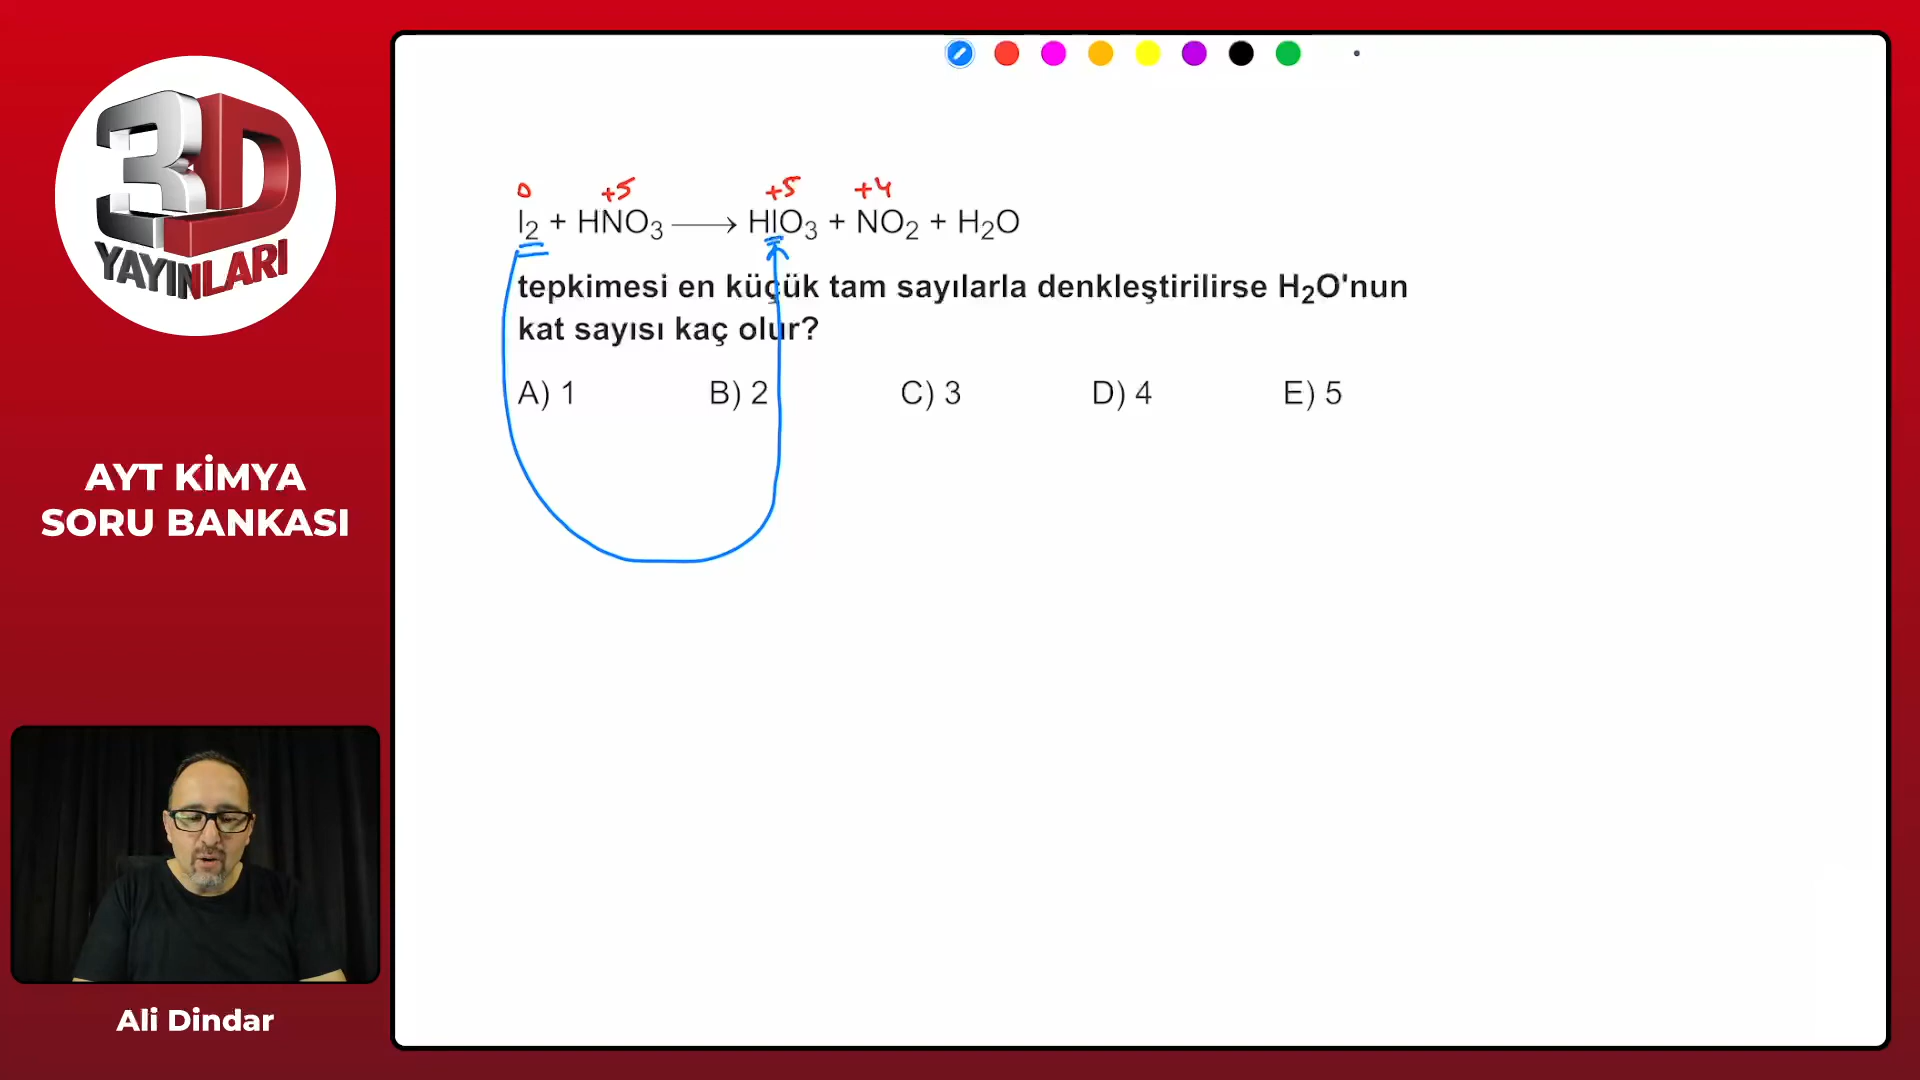 3D
YAYINLARI
AYT KİMYA
SORU BANKASI
Ali Dindar
0 +5 +5 +4
I2 + HNO3 ⟶ HIO3 + NO2 + H2O
tepkimesi en küçük tam sayılarla denkleştirilirse H2O'nun
kat sayısı kaç olur?
A) 1 B) 2 C) 3 D) 4 E) 5